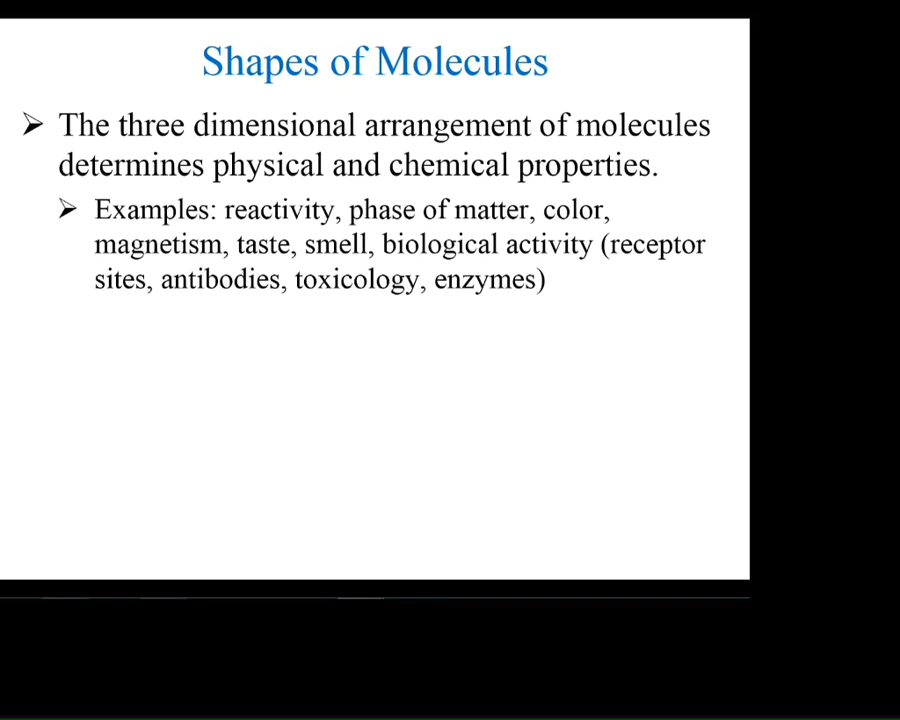 Shapes of Molecules
➢ The three dimensional arrangement of molecules
determines physical and chemical properties.
➢ Examples: reactivity, phase of matter, color,
magnetism, taste, smell, biological activity (receptor
sites, antibodies, toxicology, enzymes)